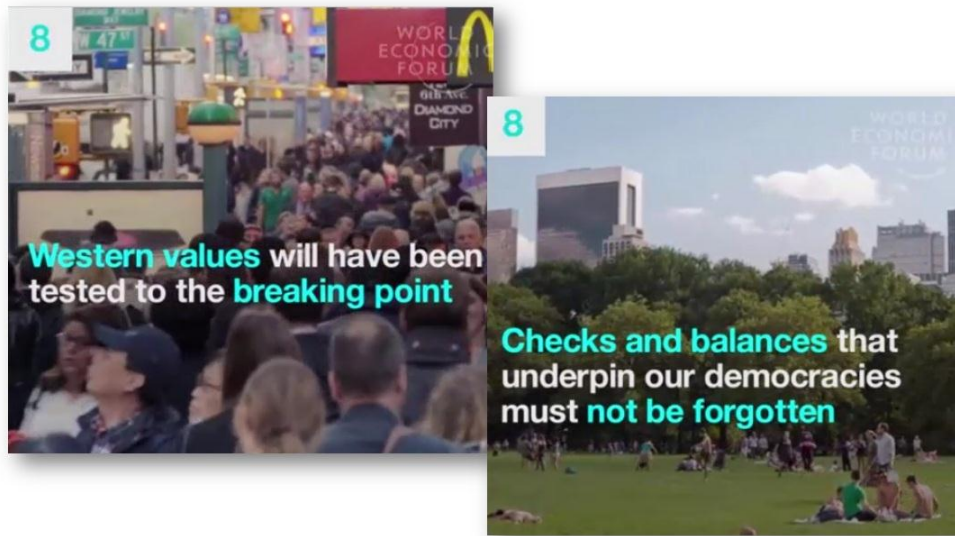 8
W 47 ST
WORLD
ECONOMIC
FORUM
6th Ave.
DIAMOND
CITY
Western values will have been
tested to the breaking point
8
WORLD
ECONOMI
FORUM
Checks and balances that
underpin our democracies
must not be forgotten